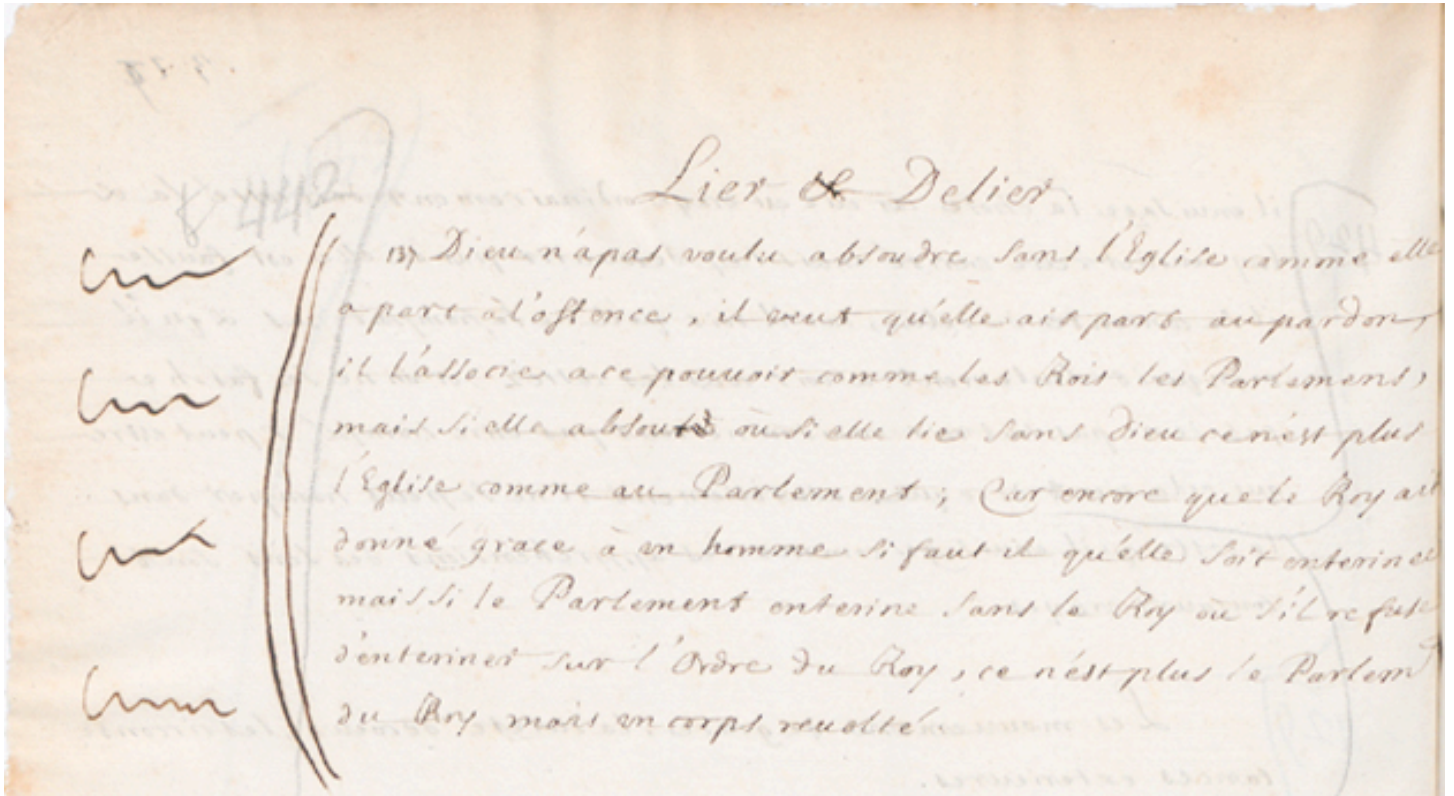 442
Lier & Delier
137 Dieu n'apas voulu absoudre sans l'Eglise comme elle
a part a l'offence, il veut qu'elle ait part au pardon,
il l'associe a ce pouvoir comme les Rois les Parlemens,
mais si elle absout ou si elle lie sans Dieu ce n'est plus
l'Eglise comme au Parlement; Car encore que le Roy ait
donné grace à un homme si faut il qu'elle soit enterinee
mais si le Parlement enterine sans le Roy ou s'il refuse
d'enteriner sur l'Ordre du Roy, ce n'est plus le Parlem.t
du Roy mais un corps revolté